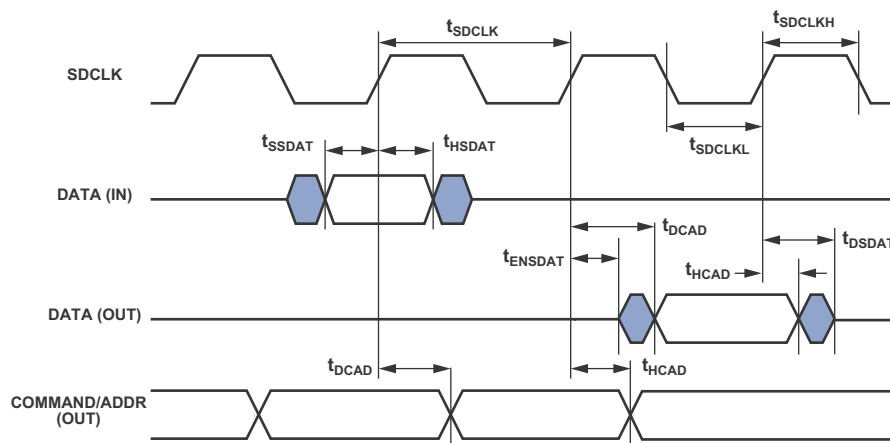 tSDCLK
tSDCLKH
SDCLK
tSSDAT
tHSDAT
tSDCLKL
DATA (IN)
tDCAD
tDSDAT
tENSDAT
tHCAD
DATA (OUT)
tDCAD
tHCAD
COMMAND/ADDR
(OUT)